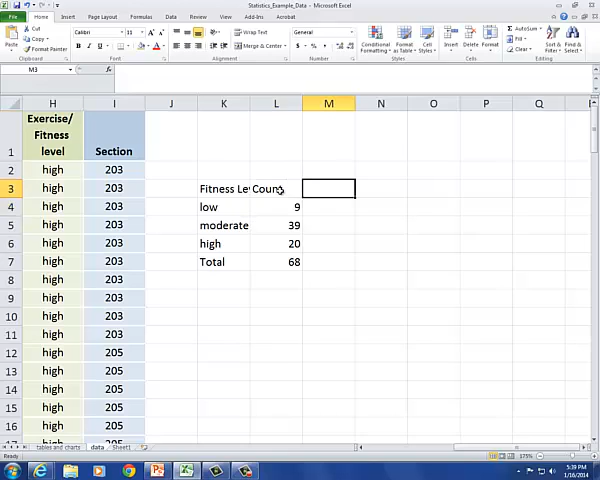 Statistics_Example_Data - Microsoft Excel
File Home Insert Page Layout Formulas Data Review View Add-Ins Acrobat
Cut
Copy
Format Painter
Paste
Clipboard
Calibri 11
Font
Wrap Text
Merge & Center
Alignment
General
Number
Conditional Formatting
Format as Table
Cell Styles
Styles
Insert Delete Format
Cells
AutoSum
Fill
Clear
Sort & Filter
Find & Select
Editing
M3
H I J K L M N O P Q
Exercise/
Fitness
1 level Section
2 high 203
3 high 203 Fitness Le Count
4 high 203 low 9
5 high 203 moderate 39
6 high 203 high 20
7 high 203 Total 68
8 high 203
9 high 203
10 high 203
11 high 203
12 high 205
13 high 205
14 high 205
15 high 205
16 high 205
17 high 205
tables and charts data Sheet1
Ready
175%
5:39 PM
1/16/2014